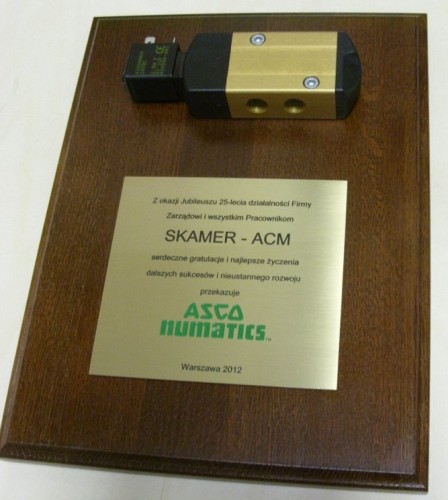 Z okazji Jubileuszu 25-lecia działalności Firmy
Zarządowi i wszystkim Pracownikom
SKAMER - ACM
serdeczne gratulacje i najlepsze życzenia
dalszych sukcesów i nieustannego rozwoju
przekazuje
ASCO
numatics™
Warszawa 2012